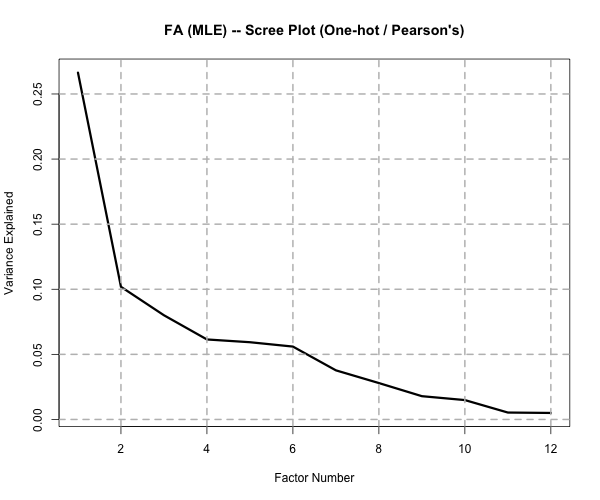 FA (MLE) -- Scree Plot (One-hot / Pearson's)
Variance Explained
0.25
0.20
0.15
0.10
0.05
0.00
2 4 6 8 10 12
Factor Number